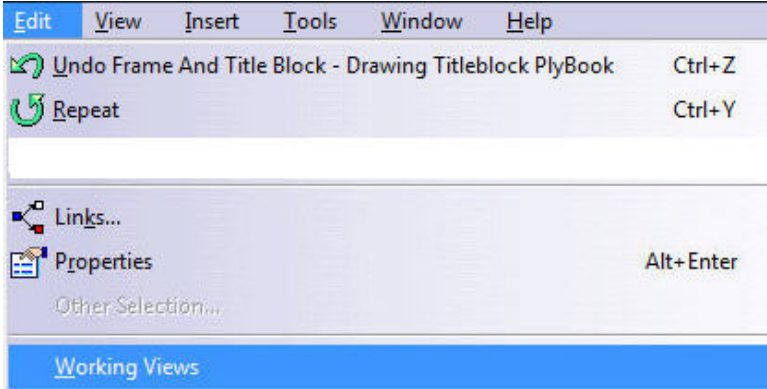 Edit View Insert Tools Window Help
Undo Frame And Title Block - Drawing Titleblock PlyBook Ctrl+Z
Repeat Ctrl+Y
Links...
Properties Alt+Enter
Other Selection...
Working Views